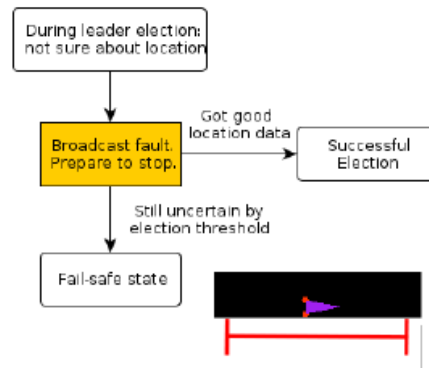 During leader election:
not sure about location
Broadcast fault.
Prepare to stop.
Got good
location data
Successful
Election
Still uncertain by
election threshold
Fail-safe state